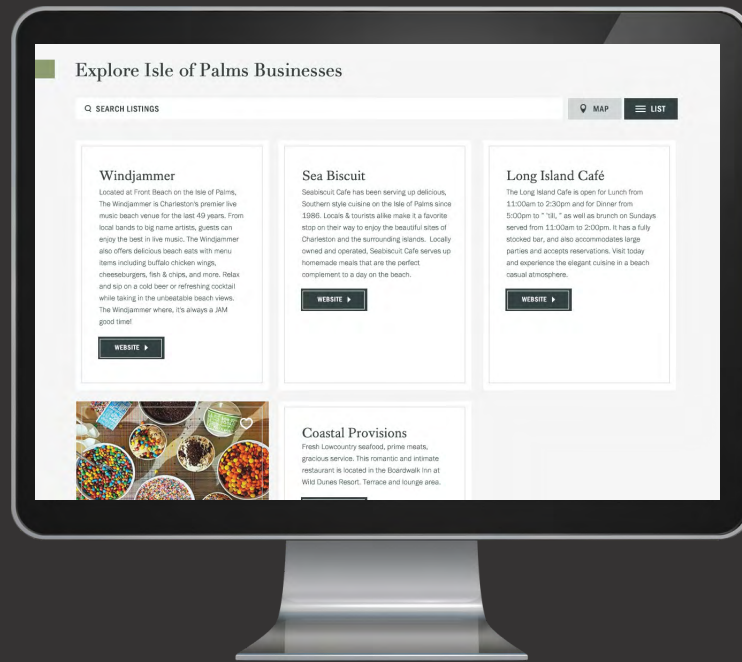 Explore Isle of Palms Businesses
SEARCH LISTINGS
MAP
LIST
Windjammer
Located at Front Beach on the Isle of Palms,
The Windjammer is Charleston's premier live
music beach venue for the last 49 years. From
local bands to big name artists, guests can
enjoy the best in live music. The Windjammer
also offers delicious beach eats with menu
items including buffalo chicken wings,
cheeseburgers, fish & chips, and more. Relax
and sip on a cold beer or refreshing cocktail
while taking in the unbeatable beach views.
The Windjammer where, it's always a JAM
good time!
WEBSITE
Sea Biscuit
Seabiscuit Cafe has been serving up delicious,
Southern style cuisine on the Isle of Palms since
1986. Locals & tourists alike make it a favorite
stop on their way to enjoy the beautiful sites of
Charleston and the surrounding islands. Locally
owned and operated, Seabiscuit Cafe serves up
homemade meals that are the perfect
complement to a day on the beach.
WEBSITE
Long Island Café
The Long Island Cafe is open for Lunch from
11:00am to 2:30pm and for Dinner from
5:00pm to " 'till, " as well as brunch on Sundays
served from 11:00am to 2:00pm. It has a fully
stocked bar, and also accommodates large
parties and accepts reservations. Visit today
and experience the elegant cuisine in a beach
casual atmosphere.
WEBSITE
Coastal Provisions
Fresh Lowcountry seafood, prime meats,
gracious service. This romantic and intimate
restaurant is located in the Boardwalk Inn at
Wild Dunes Resort. Terrace and lounge area.